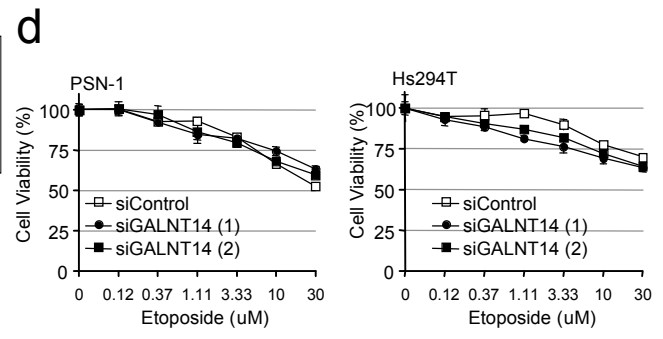 d
PSN-1
Cell Viability (%)
100
75
50
25
0
siControl
siGALNT14 (1)
siGALNT14 (2)
0 0.12 0.37 1.11 3.33 10 30
Etoposide (uM)
Hs294T
Cell Viability (%)
100
75
50
25
0
siControl
siGALNT14 (1)
siGALNT14 (2)
0 0.12 0.37 1.11 3.33 10 30
Etoposide (uM)